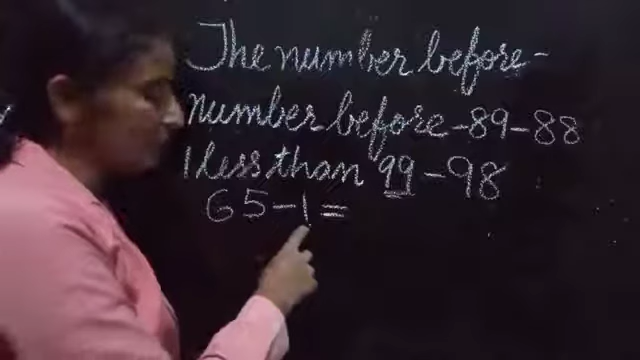 The number before-
number before-89-88
1 less than 99-98
65-1=